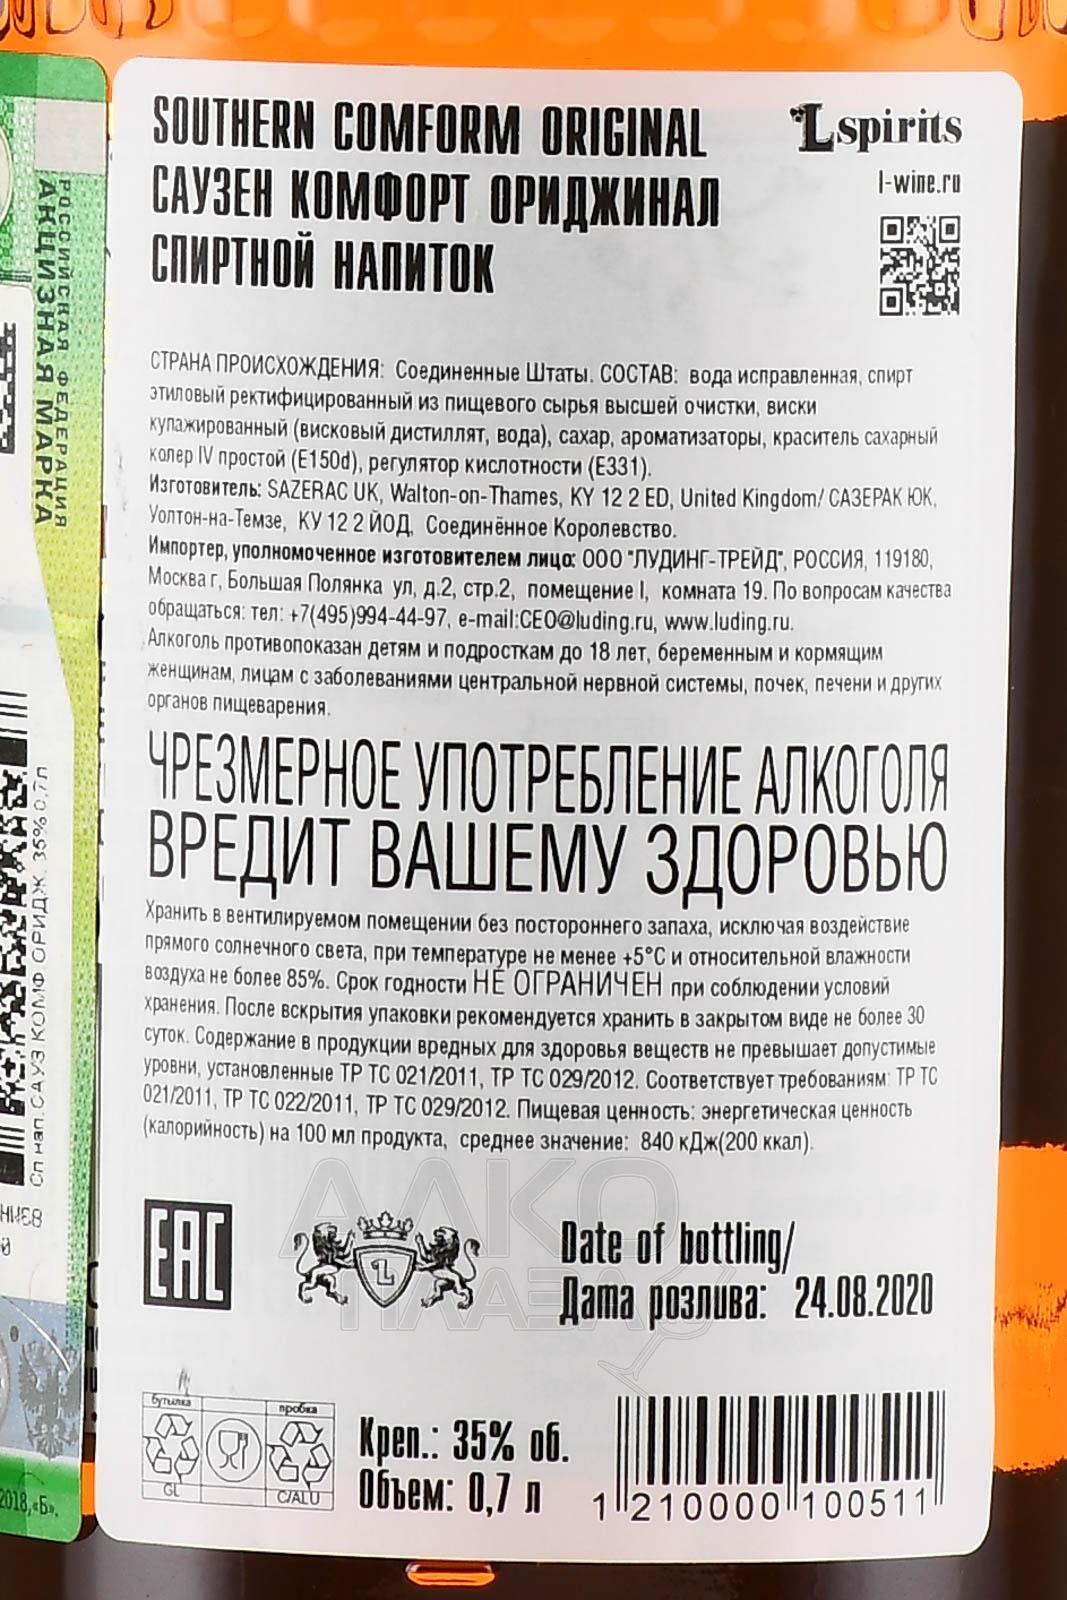 SOUTHERN COMFORM ORIGINAL
САУЗЕН КОМФОРТ ОРИДЖИНАЛ
СПИРТНОЙ НАПИТОК
Lspirits
l-wine.ru
СТРАНА ПРОИСХОЖДЕНИЯ: Соединенные Штаты. СОСТАВ: вода исправленная, спирт
этиловый ректифицированный из пищевого сырья высшей очистки, виски
купажированный (висковый дистиллят, вода), сахар, ароматизаторы, краситель сахарный
колер IV простой (E150d), регулятор кислотности (E331).
Изготовитель: SAZERAC UK, Walton-on-Thames, KY 12 2 ED, United Kingdom/ САЗЕРАК ЮК,
Уолтон-на-Темзе, КУ 12 2 ЙОД, Соединённое Королевство.
Импортер, уполномоченное изготовителем лицо: ООО "ЛУДИНГ-ТРЕЙД", РОССИЯ, 119180,
Москва г, Большая Полянка ул, д.2, стр.2, помещение I, комната 19. По вопросам качества
обращаться: тел: +7(495)994-44-97, e-mail:CEO@luding.ru, www.luding.ru.
Алкоголь противопоказан детям и подросткам до 18 лет, беременным и кормящим
женщинам, лицам с заболеваниями центральной нервной системы, почек, печени и других
органов пищеварения.
ЧРЕЗМЕРНОЕ УПОТРЕБЛЕНИЕ АЛКОГОЛЯ
ВРЕДИТ ВАШЕМУ ЗДОРОВЬЮ
Хранить в вентилируемом помещении без постороннего запаха, исключая воздействие
прямого солнечного света, при температуре не менее +5°С и относительной влажности
воздуха не более 85%. Срок годности НЕ ОГРАНИЧЕН при соблюдении условий
хранения. После вскрытия упаковки рекомендуется хранить в закрытом виде не более 30
суток. Содержание в продукции вредных для здоровья веществ не превышает допустимые
уровни, установленные ТР ТС 021/2011, ТР ТС 029/2012. Соответствует требованиям: ТР ТС
021/2011, ТР ТС 022/2011, ТР ТС 029/2012. Пищевая ценность: энергетическая ценность
(калорийность) на 100 мл продукта, среднее значение: 840 кДж(200 ккал).
EAC
L
Date of bottling/
Дата розлива: 24.08.2020
АЛКО
ПЛАЗА
бутылка
пробка
GL
C/ALU
Креп.: 35% об.
Объем: 0,7 л
1 210000 100511
РОССИЙСКАЯ ФЕДЕРАЦИЯ
АКЦИЗНАЯ МАРКА
Сп нап.САУЗ КОМФ ОРИДЖ. 35% 0,7л
2018,«Б».